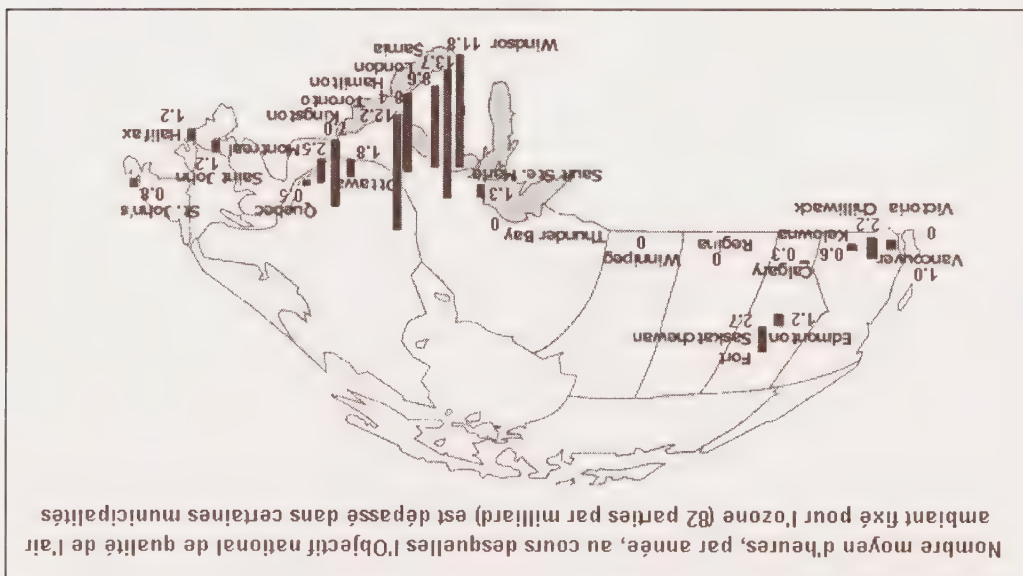 Nombre moyen d'heures, par année, au cours desquelles l'Objectif national de qualité de l'air
ambiant fixé pour l'ozone (82 parties par milliard) est dépassé dans certaines municipalités
Fort
Saskatchewan
2.7
Edmonton
1.2
Vancouver
1.0
Victoria
0
Chilliwack
2.2
Kelowna
0.6
Calgary
0.3
Regina
0
Winnipeg
0
Thunder Bay
0
Sault Ste. Marie
1.3
Windsor
11.8
Sarnia
13.7
London
8.6
Hamilton
8.4
Toronto
12.2
Kingston
7.0
Ottawa
1.8
Montreal
2.5
Quebec
0.5
Saint John
1.2
Halifax
1.2
St. John's
0.8